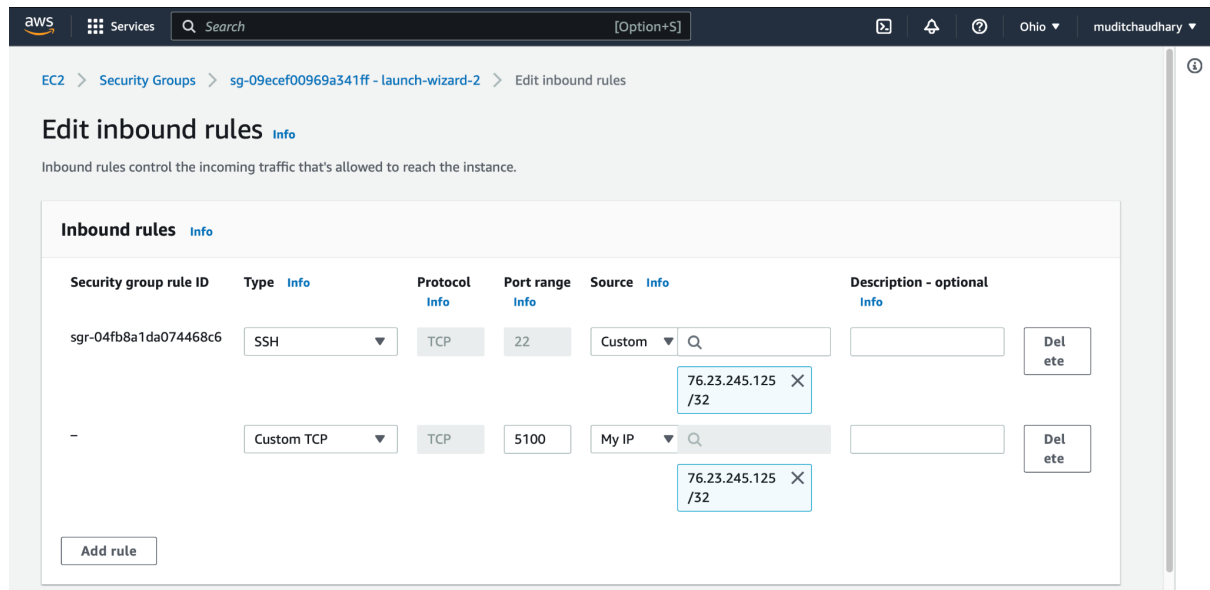 aws Services Search [Option+S] Ohio muditchaudhary
EC2 > Security Groups > sg-09ecef00969a341ff - launch-wizard-2 > Edit inbound rules
Edit inbound rules Info
Inbound rules control the incoming traffic that's allowed to reach the instance.
Inbound rules Info
Security group rule ID Type Info Protocol Info Port range Info Source Info Description - optional Info
sgr-04fb8a1da074468c6 SSH TCP 22 Custom Del
ete
76.23.245.125
/32
– Custom TCP TCP 5100 My IP Del
ete
76.23.245.125
/32
Add rule